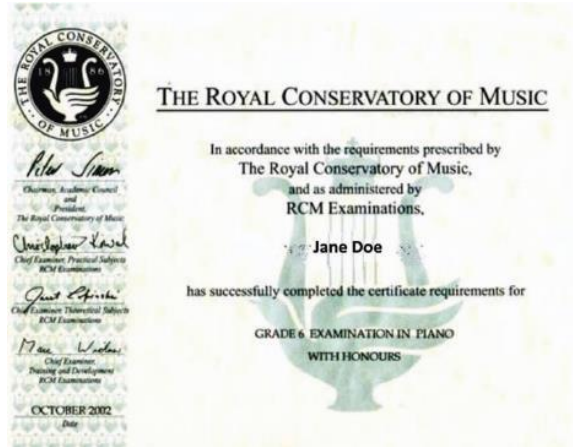 THE ROYAL CONSERVATORY OF MUSIC
1886
Peter Simon
Chairman, Academic Council
and
President,
The Royal Conservatory of Music
Christopher Kowal
Chief Examiner, Practical Subjects
RCM Examinations
Chief Examiner Theoretical Subjects
RCM Examinations
Chief Examiner,
Training and Development
RCM Examinations
OCTOBER 2002
Date
THE ROYAL CONSERVATORY OF MUSIC
In accordance with the requirements prescribed by
The Royal Conservatory of Music,
and as administered by
RCM Examinations,
Jane Doe
has successfully completed the certificate requirements for
GRADE 6 EXAMINATION IN PIANO
WITH HONOURS